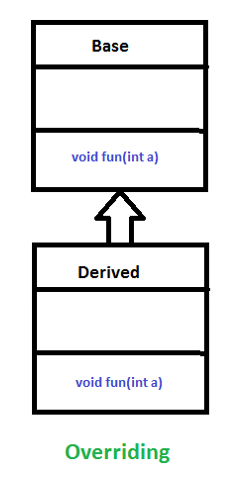 Base
void fun(int a)
Derived
void fun(int a)
Overriding